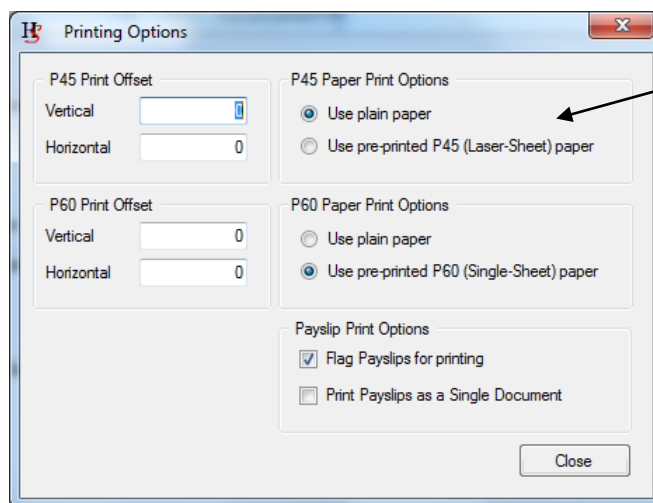 Printing Options
P45 Print Offset
Vertical 0
Horizontal 0
P45 Paper Print Options
Use plain paper
Use pre-printed P45 (Laser-Sheet) paper
P60 Print Offset
Vertical 0
Horizontal 0
P60 Paper Print Options
Use plain paper
Use pre-printed P60 (Single-Sheet) paper
Payslip Print Options
Flag Payslips for printing
Print Payslips as a Single Document
Close